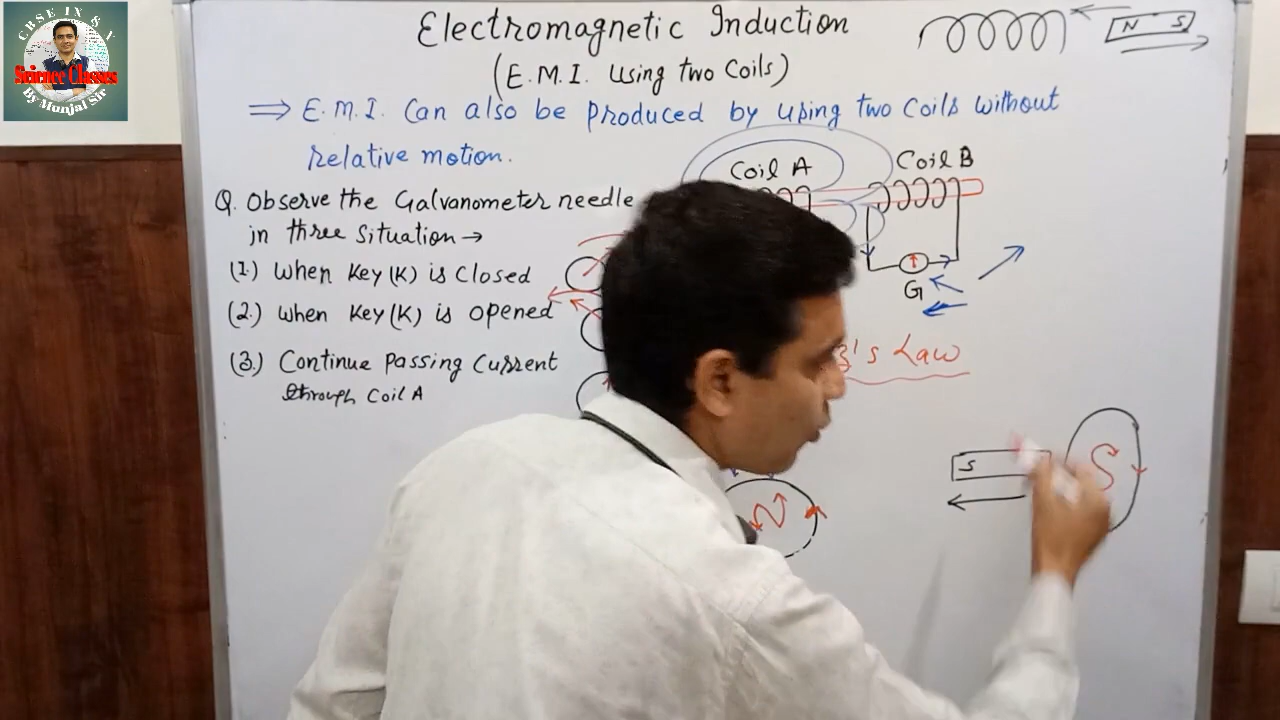 CBSE IX & X
Science Classes
By Munjal Sir
Electromagnetic Induction
(E.M.I. Using two Coils)
N S
⇒ E.M.I. Can also be produced by using two Coils without
relative motion.
Coil A
Coil B
Q. Observe the Galvanometer needle
in three Situation →
(1.) When Key (K) is Closed
(2.) When Key (K) is opened
(3.) Continue Passing Current
through Coil A
G
's Law
S
S
N